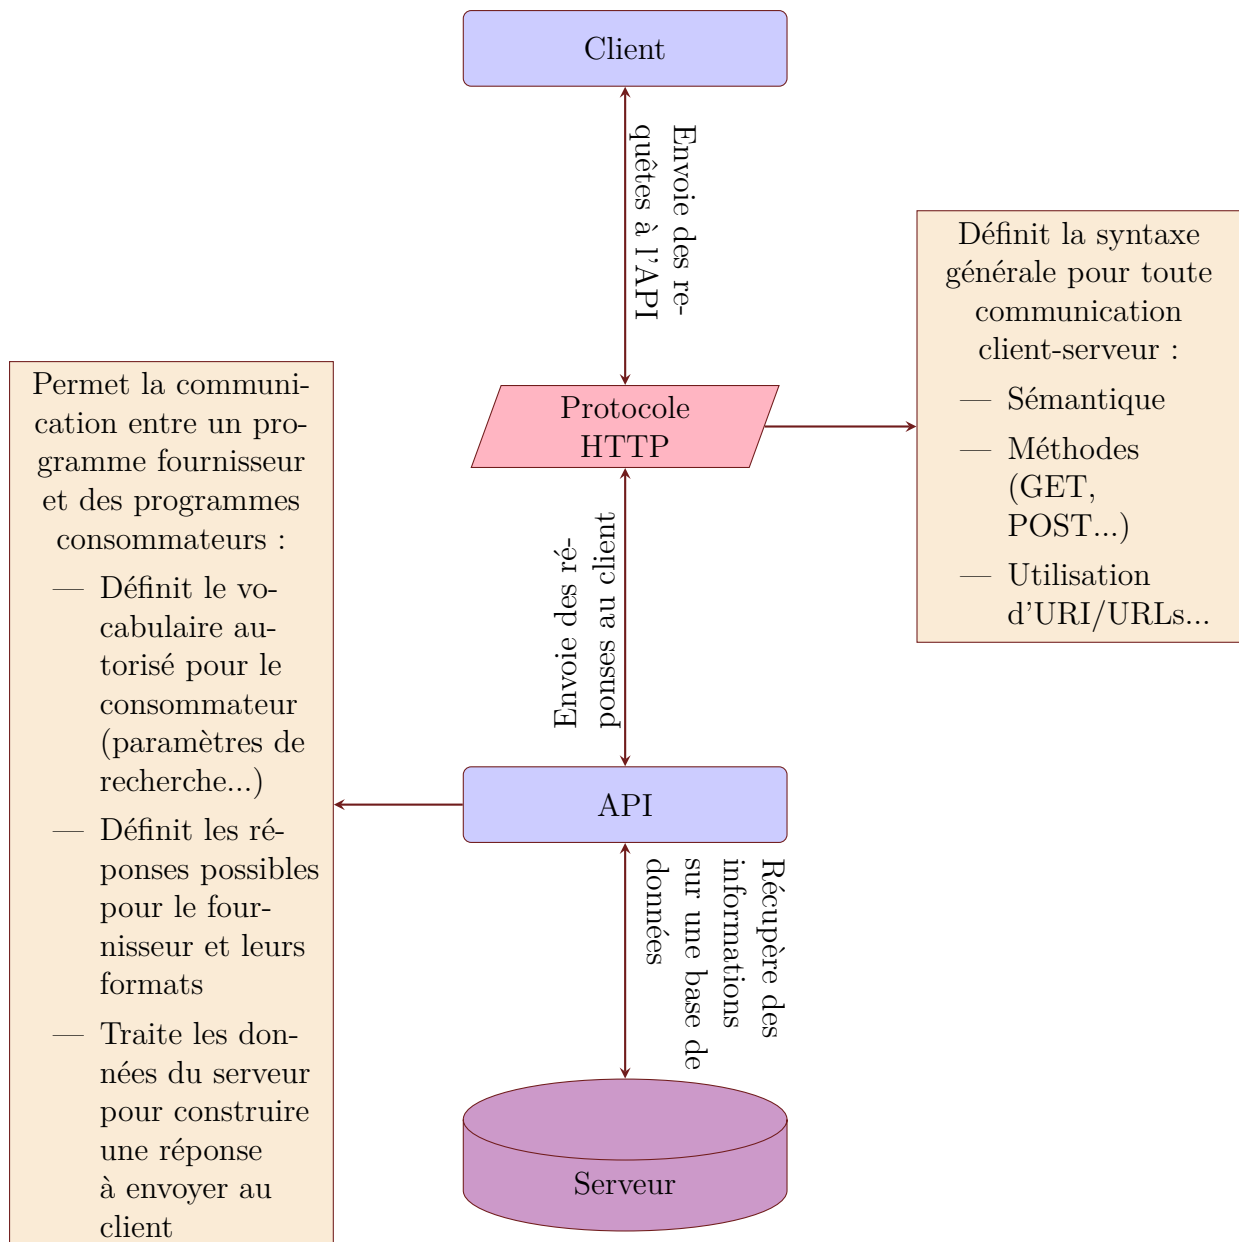 Client
Envoie des re-
quêtes à l'API
Définit la syntaxe
générale pour toute
communication
client-serveur :
— Sémantique
— Méthodes
(GET,
POST...)
— Utilisation
d'URI/URLs...
Protocole
HTTP
Permet la communi-
cation entre un pro-
gramme fournisseur
et des programmes
consommateurs :
— Définit le vo-
cabulaire au-
torisé pour le
consommateur
(paramètres de
recherche...)
— Définit les ré-
ponses possibles
pour le four-
nisseur et leurs
formats
— Traite les don-
nées du serveur
pour construire
une réponse
à envoyer au
client
Envoie des ré-
ponses au client
API
Récupère des
informations
sur une base de
données
Serveur